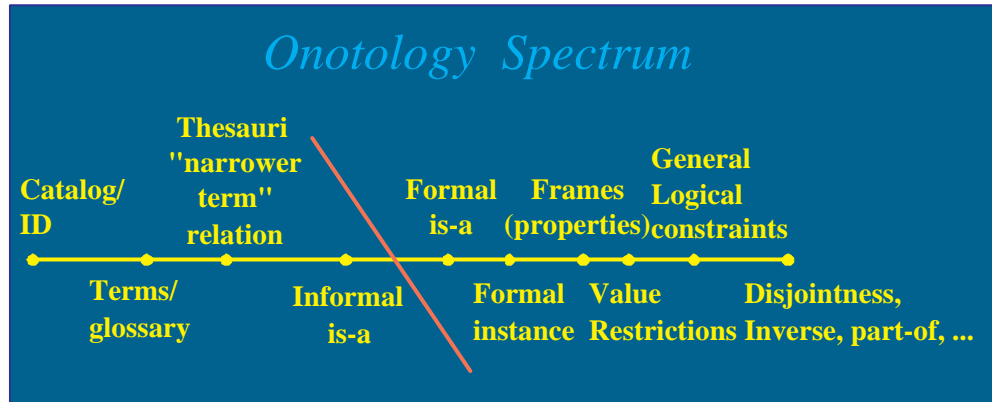 Onotology Spectrum
Catalog/
ID
Terms/
glossary
Thesauri
"narrower
term"
relation
Informal
is-a
Formal
is-a
Formal
instance
Frames
(properties)
Value
Restrictions
General
Logical
constraints
Disjointness,
Inverse, part-of, ...